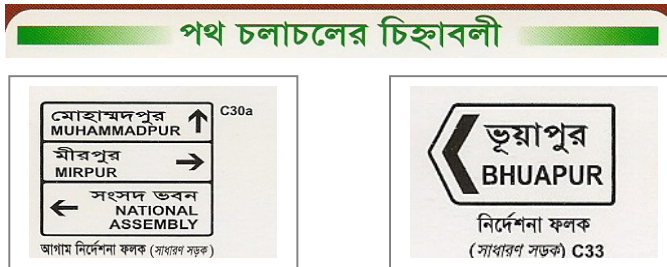 পথ চলাচলের চিহ্নাবলী
মোহাম্মদপুর
MUHAMMADPUR
C30a
মীরপুর
MIRPUR
সংসদ ভবন
NATIONAL
ASSEMBLY
আগাম নির্দেশনা ফলক (সাধারণ সড়ক)
ভূয়াপুর
BHUAPUR
নির্দেশনা ফলক
(সাধারণ সড়ক) C33